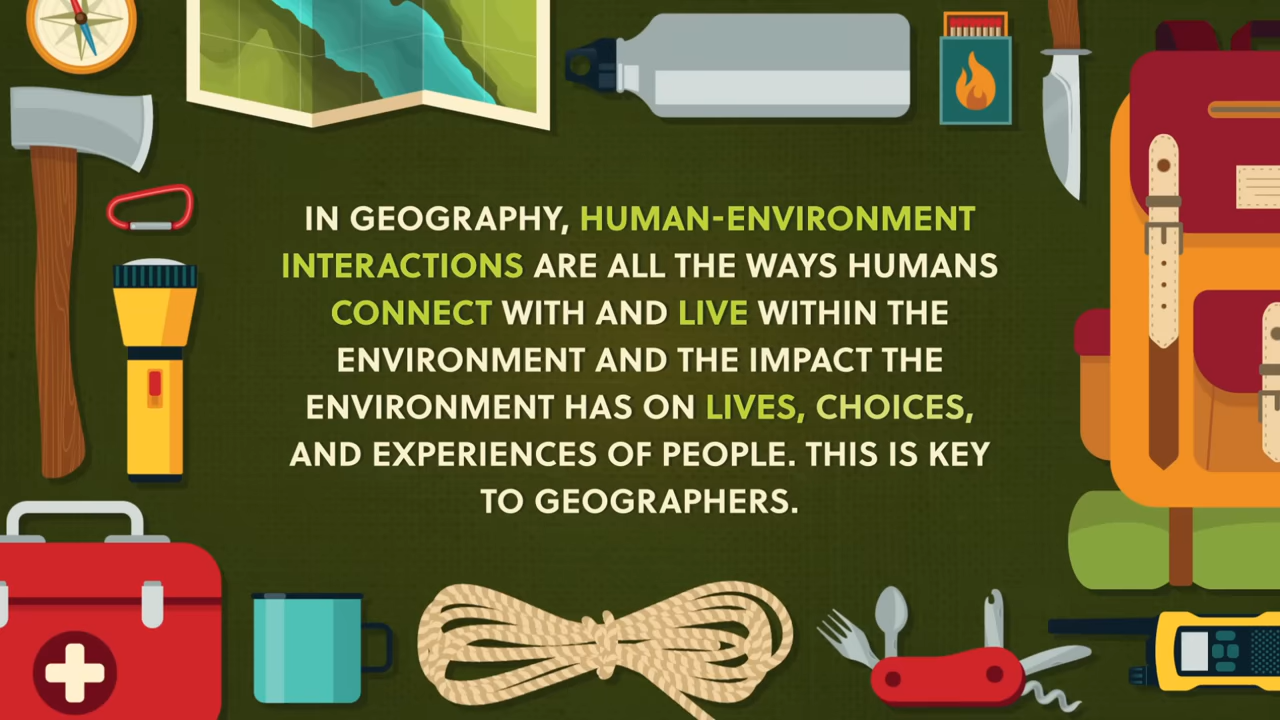 IN GEOGRAPHY, HUMAN-ENVIRONMENT
INTERACTIONS ARE ALL THE WAYS HUMANS
CONNECT WITH AND LIVE WITHIN THE
ENVIRONMENT AND THE IMPACT THE
ENVIRONMENT HAS ON LIVES, CHOICES,
AND EXPERIENCES OF PEOPLE. THIS IS KEY
TO GEOGRAPHERS.